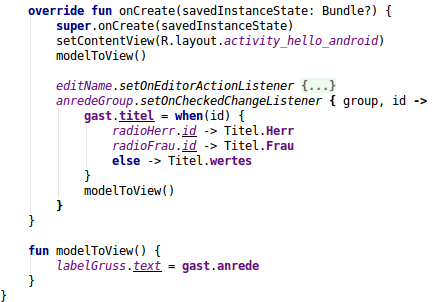 override fun onCreate(savedInstanceState: Bundle?) {
super.onCreate(savedInstanceState)
setContentView(R.layout.activity_hello_android)
modelToView()
editName.setOnEditorActionListener {...}
anredeGroup.setOnCheckedChangeListener { group, id ->
gast.titel = when(id) {
radioHerr.id -> Titel.Herr
radioFrau.id -> Titel.Frau
else -> Titel.wertes
}
modelToView()
}
}
fun modelToView() {
labelGruss.text = gast.anrede
}
}